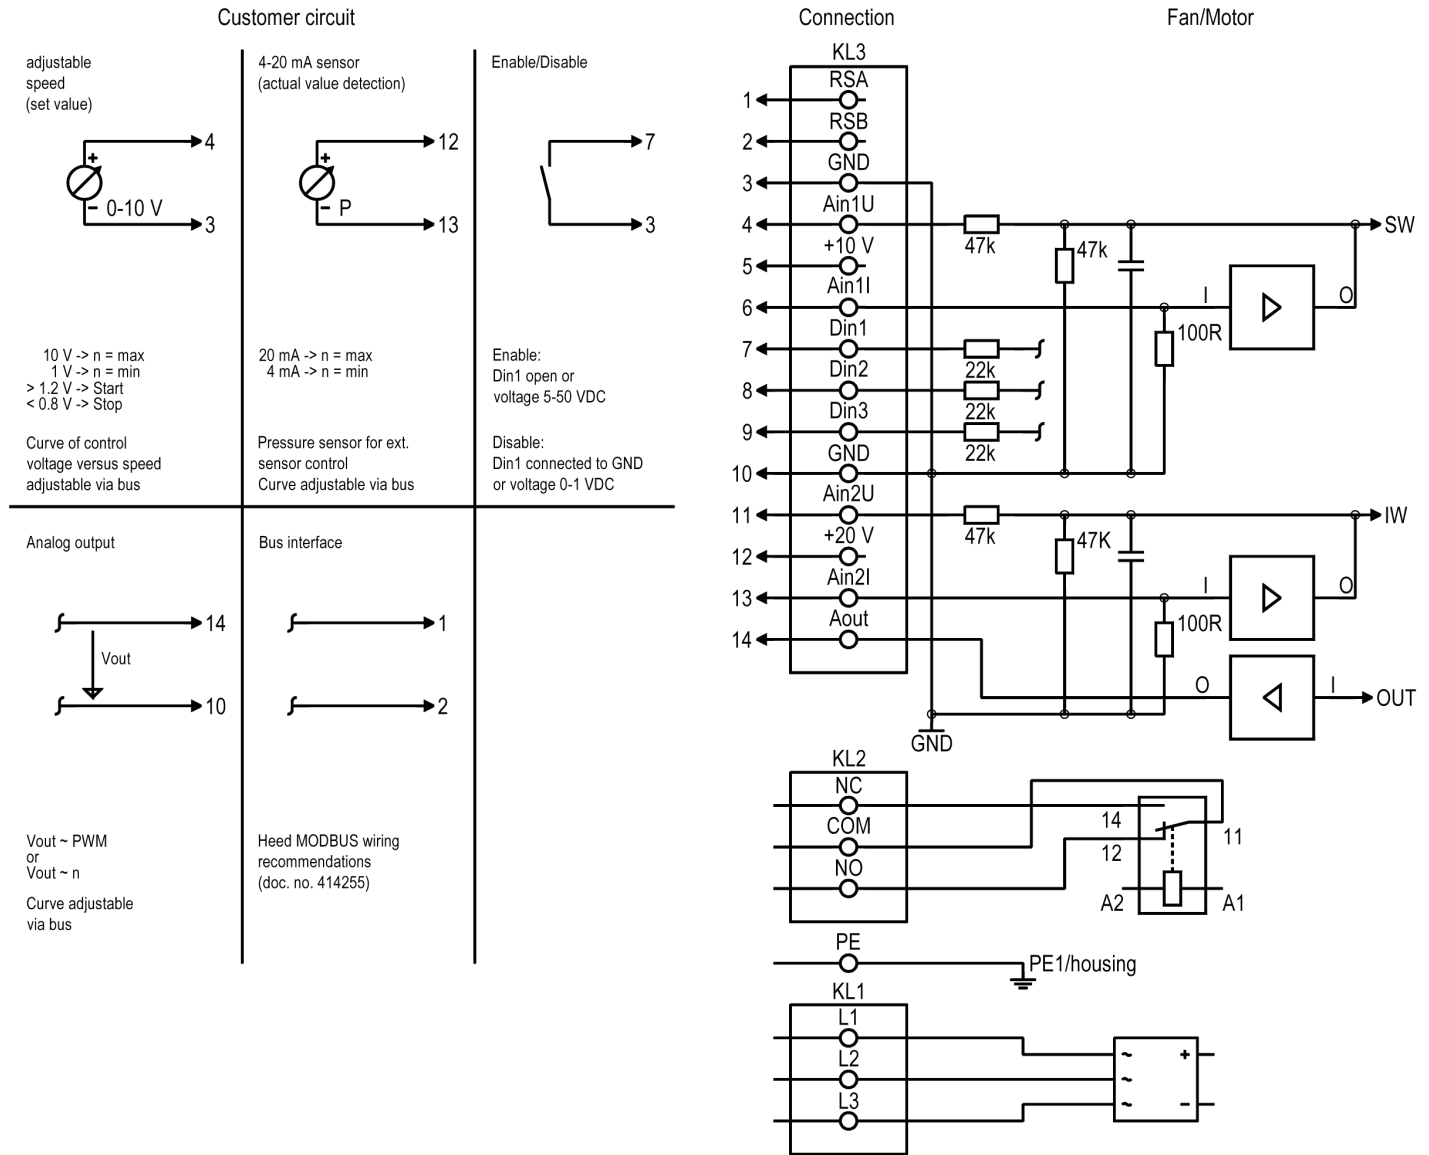 Customer circuit
Connection
Fan/Motor
adjustable
speed
(set value)
4
+
- 0-10 V
3
10 V -> n = max
1 V -> n = min
> 1.2 V -> Start
< 0.8 V -> Stop
Curve of control
voltage versus speed
adjustable via bus
4-20 mA sensor
(actual value detection)
12
+
- P
13
20 mA -> n = max
4 mA -> n = min
Pressure sensor for ext.
sensor control
Curve adjustable via bus
Enable/Disable
7
3
Enable:
Din1 open or
voltage 5-50 VDC
Disable:
Din1 connected to GND
or voltage 0-1 VDC
Analog output
14
Vout
10
Vout ~ PWM
or
Vout ~ n
Curve adjustable
via bus
Bus interface
1
2
Heed MODBUS wiring
recommendations
(doc. no. 414255)
KL3
RSA
1
RSB
2
GND
3
Ain1U
4
47k
47k
SW
+10 V
5
Ain1I
6
I
O
100R
Din1
7
22k
Din2
8
22k
Din3
9
22k
GND
10
Ain2U
11
47k
47K
IW
+20 V
12
Ain2I
13
I
O
100R
Aout
14
O
I
OUT
GND
KL2
NC
14
COM
11
12
NO
A2
A1
PE
PE1/housing
KL1
L1
~
+
L2
~
L3
~
-